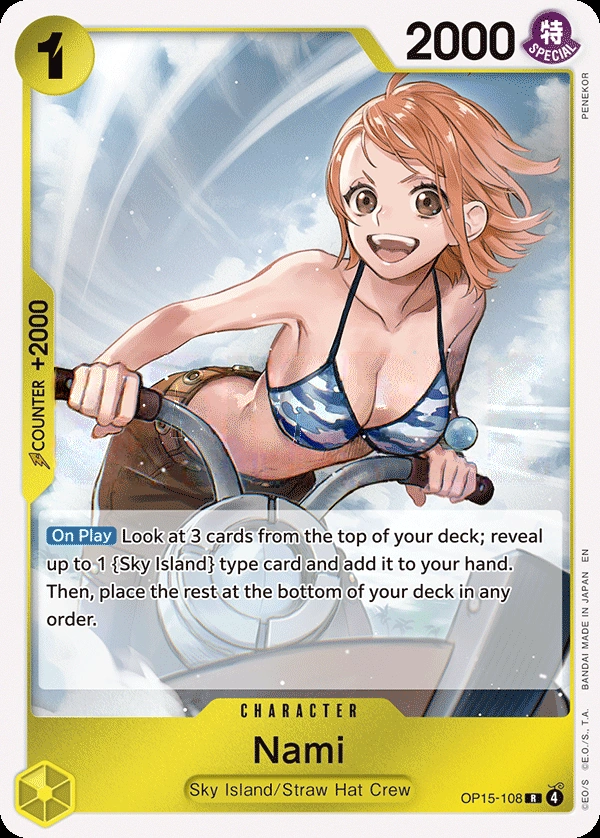 1
2000
特
SPECIAL
PENEKOR
COUNTER +2000
On Play Look at 3 cards from the top of your deck; reveal
up to 1 {Sky Island} type card and add it to your hand.
Then, place the rest at the bottom of your deck in any
order.
CHARACTER
Nami
Sky Island/Straw Hat Crew
OP15-108 R 4
©E.O/S ©E.O./S., T.A. BANDAI MADE IN JAPAN EN